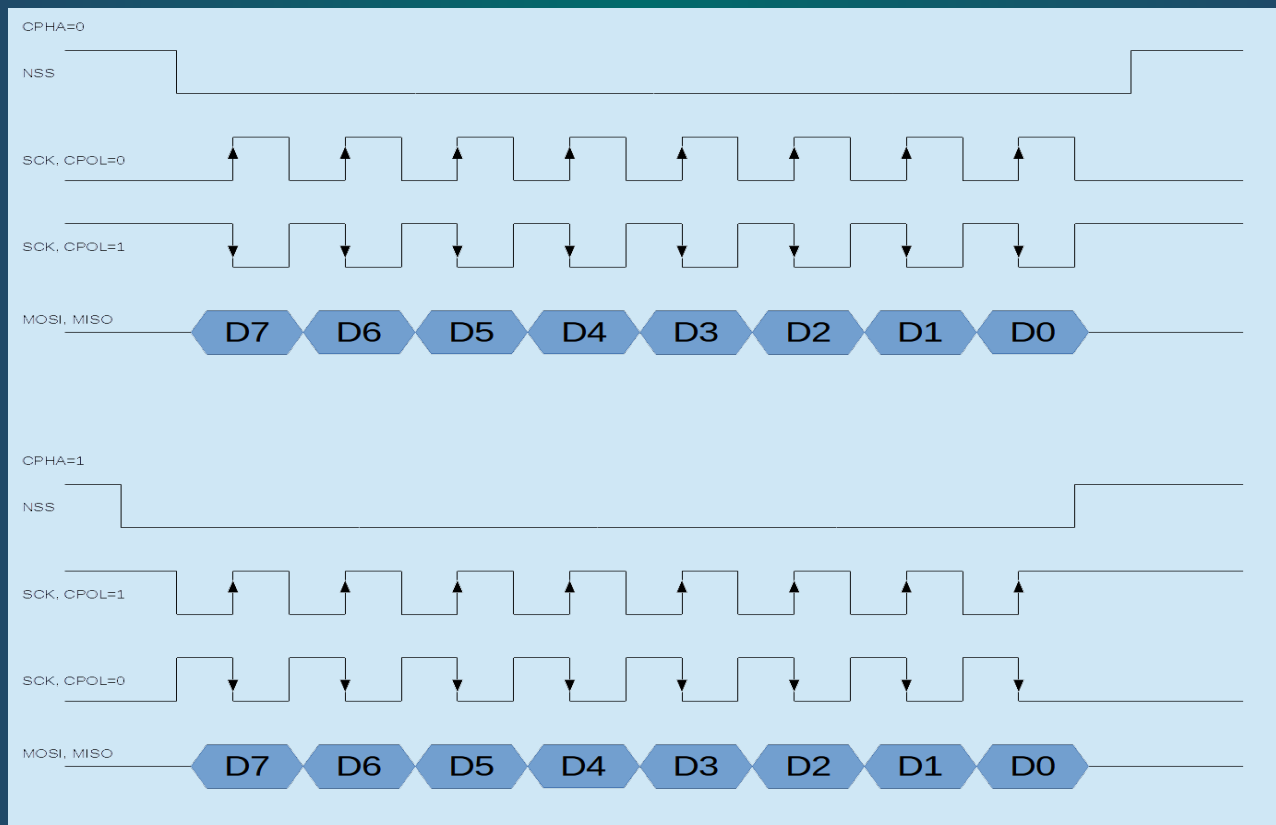 CPHA=0
NSS
SCK, CPOL=0
SCK, CPOL=1
MOSI, MISO
D7 D6 D5 D4 D3 D2 D1 D0
CPHA=1
NSS
SCK, CPOL=1
SCK, CPOL=0
MOSI, MISO
D7 D6 D5 D4 D3 D2 D1 D0